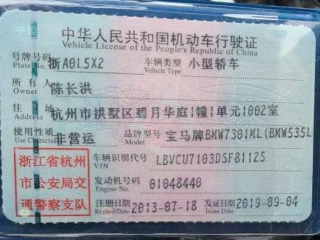 中华人民共和国机动车行驶证
Vehicle License of the People's Republic of China
号牌号码 浙A0L5X2 车辆类型 小型轿车
Plate No. Vehicle Type
所有人 陈长洪
Owner
住址 杭州市拱墅区碧月华庭1幢1单元1002室
Address
使用性质 非营运 品牌型号 宝马牌BMW7301ML(BMW535L
Use Character
浙江省杭州
市公安局交
通警察支队
车辆识别代号 LBVCU7103DSF81125
VIN
发动机号码 01048440
Engine No.
注册日期 2013-07-18 发证日期 2019-09-04
Register Date Issue Date